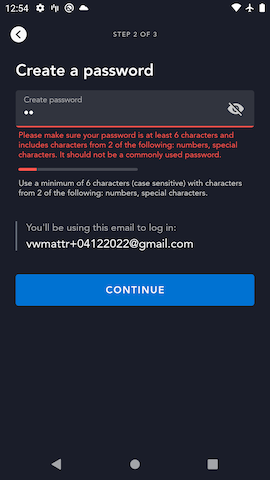 12:54
STEP 2 OF 3
Create a password
Create password
••
Please make sure your password is at least 6 characters and
includes characters from 2 of the following: numbers, special
characters. It should not be a commonly used password.
Use a minimum of 6 characters (case sensitive) with characters
from 2 of the following: numbers, special characters.
You'll be using this email to log in:
vwmattr+04122022@gmail.com
CONTINUE